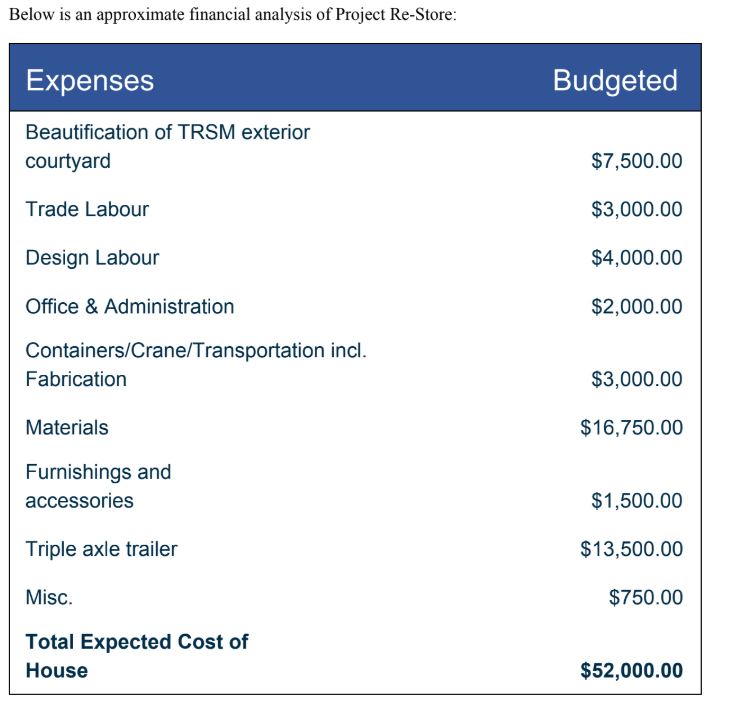 Below is an approximate financial analysis of Project Re-Store:
Expenses Budgeted
Beautification of TRSM exterior
courtyard $7,500.00
Trade Labour $3,000.00
Design Labour $4,000.00
Office & Administration $2,000.00
Containers/Crane/Transportation incl.
Fabrication $3,000.00
Materials $16,750.00
Furnishings and
accessories $1,500.00
Triple axle trailer $13,500.00
Misc. $750.00
Total Expected Cost of
House $52,000.00